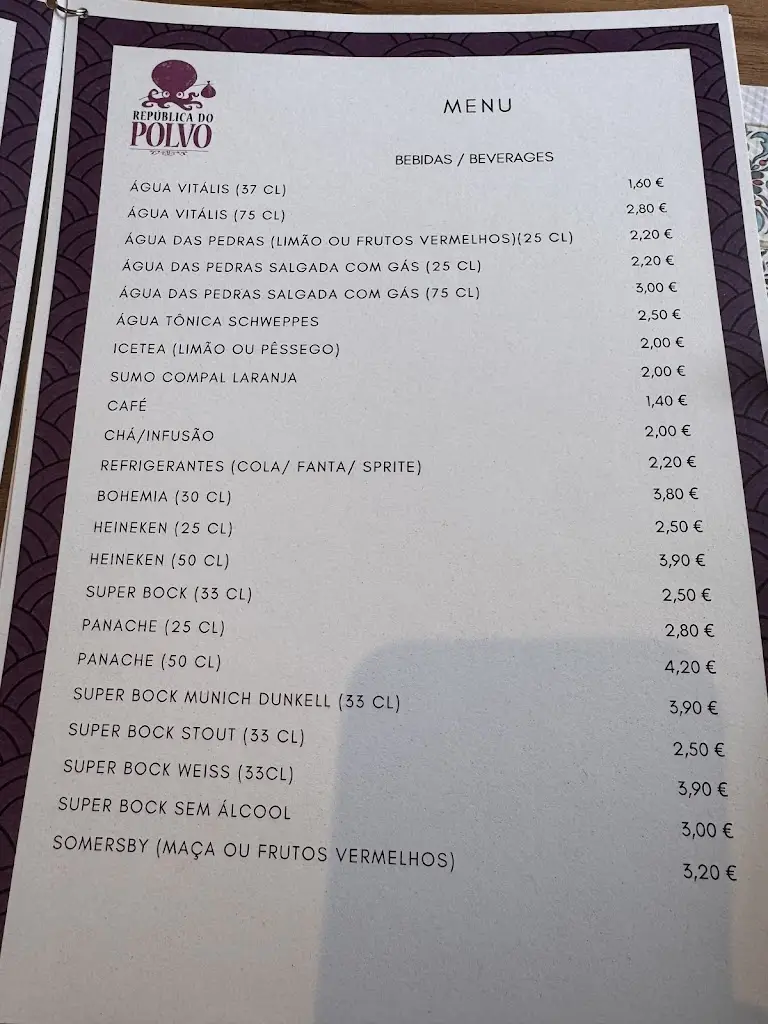 REPÚBLICA DO
POLVO
MENU
BEBIDAS / BEVERAGES
ÁGUA VITÁLIS (37 CL) 1,60 €
ÁGUA VITÁLIS (75 CL) 2,80 €
ÁGUA DAS PEDRAS (LIMÃO OU FRUTOS VERMELHOS)(25 CL) 2,20 €
ÁGUA DAS PEDRAS SALGADA COM GÁS (25 CL) 2,20 €
ÁGUA DAS PEDRAS SALGADA COM GÁS (75 CL) 3,00 €
ÁGUA TÔNICA SCHWEPPES 2,50 €
ICETEA (LIMÃO OU PÊSSEGO) 2,00 €
SUMO COMPAL LARANJA 2,00 €
CAFÉ 1,40 €
CHÁ/INFUSÃO 2,00 €
REFRIGERANTES (COLA/ FANTA/ SPRITE) 2,20 €
BOHEMIA (30 CL) 3,80 €
HEINEKEN (25 CL) 2,50 €
HEINEKEN (50 CL) 3,90 €
SUPER BOCK (33 CL) 2,50 €
PANACHE (25 CL) 2,80 €
PANACHE (50 CL) 4,20 €
SUPER BOCK MUNICH DUNKELL (33 CL) 3,90 €
SUPER BOCK STOUT (33 CL) 2,50 €
SUPER BOCK WEISS (33CL) 3,90 €
SUPER BOCK SEM ÁLCOOL 3,00 €
SOMERSBY (MAÇA OU FRUTOS VERMELHOS) 3,20 €